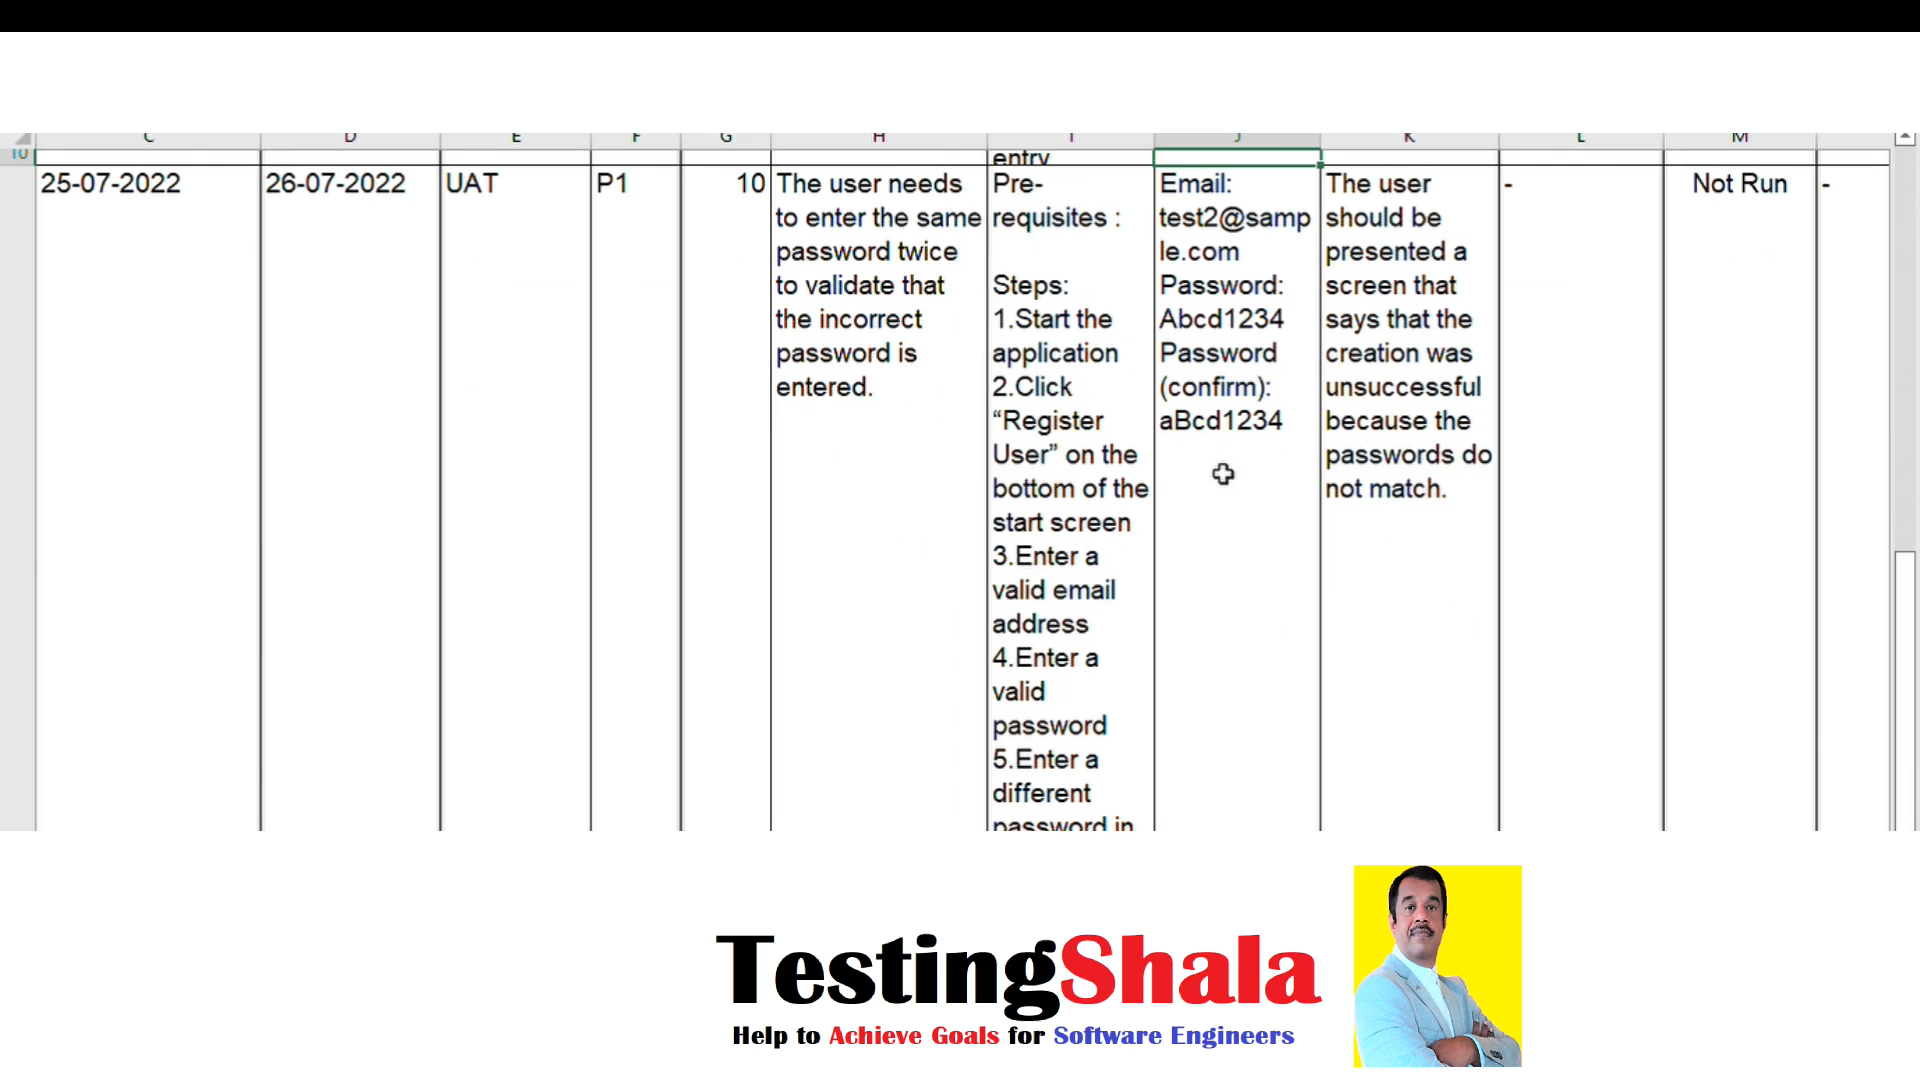 C D E F G H I J K L M
10
entry
25-07-2022
26-07-2022
UAT
P1
10
The user needs
to enter the same
password twice
to validate that
the incorrect
password is
entered.
Pre-
requisites :
Steps:
1.Start the
application
2.Click
“Register
User” on the
bottom of the
start screen
3.Enter a
valid email
address
4.Enter a
valid
password
5.Enter a
different
password in
Email:
test2@samp
le.com
Password:
Abcd1234
Password
(confirm):
aBcd1234
The user
should be
presented a
screen that
says that the
creation was
unsuccessful
because the
passwords do
not match.
-
Not Run
-
TestingShala
Help to Achieve Goals for Software Engineers